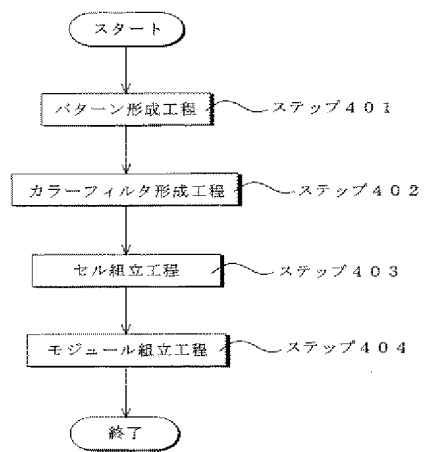 スタート
パターン形成工程 ステップ401
カラーフィルタ形成工程 ステップ402
セル組立工程 ステップ403
モジュール組立工程 ステップ404
終了